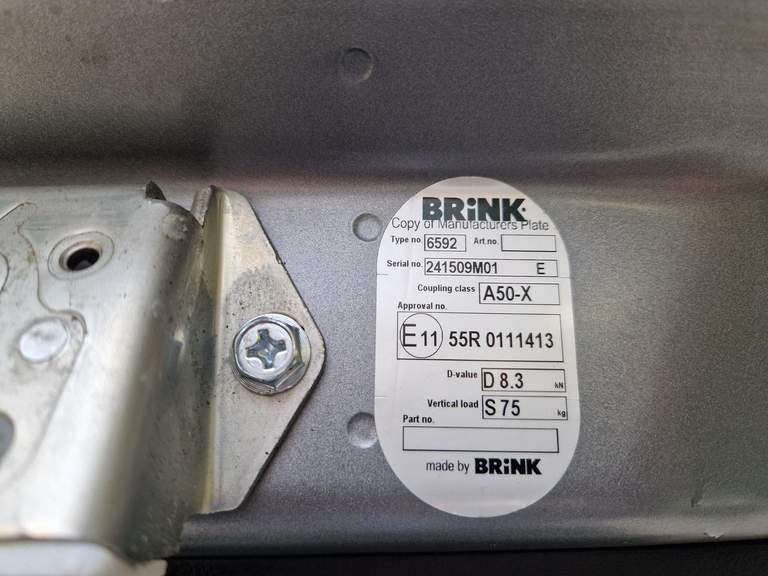 BRiNK
Copy of Manufacturers Plate
Type no. 6592 Art.no.
Serial no. 241509M01 E
Coupling class A50-X
Approval no.
E11 55R 0111413
D-value D 8.3 kN
Vertical load S 75 kg
Part no.
made by BRiNK